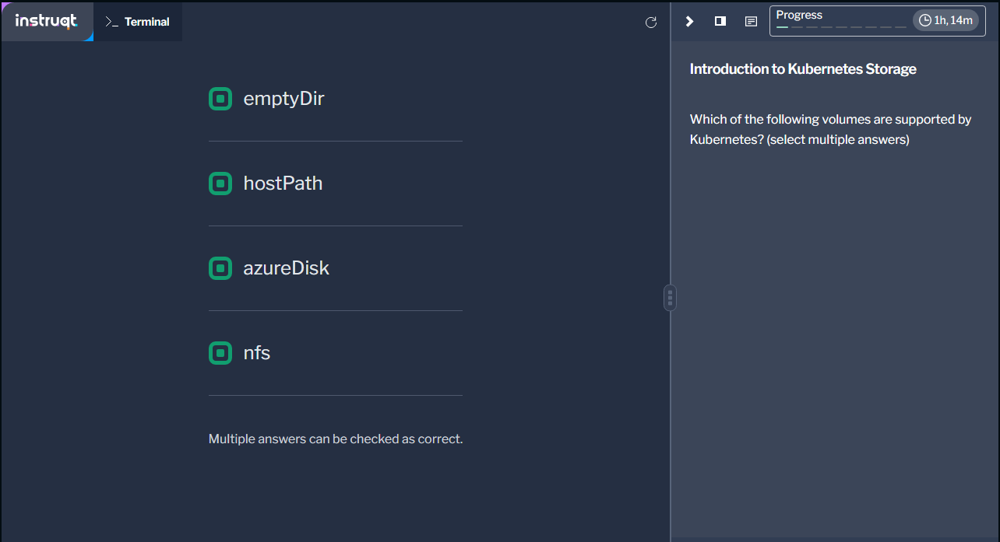 instruqt
>_ Terminal
Progress
1h, 14m
emptyDir
hostPath
azureDisk
nfs
Multiple answers can be checked as correct.
Introduction to Kubernetes Storage
Which of the following volumes are supported by
Kubernetes? (select multiple answers)